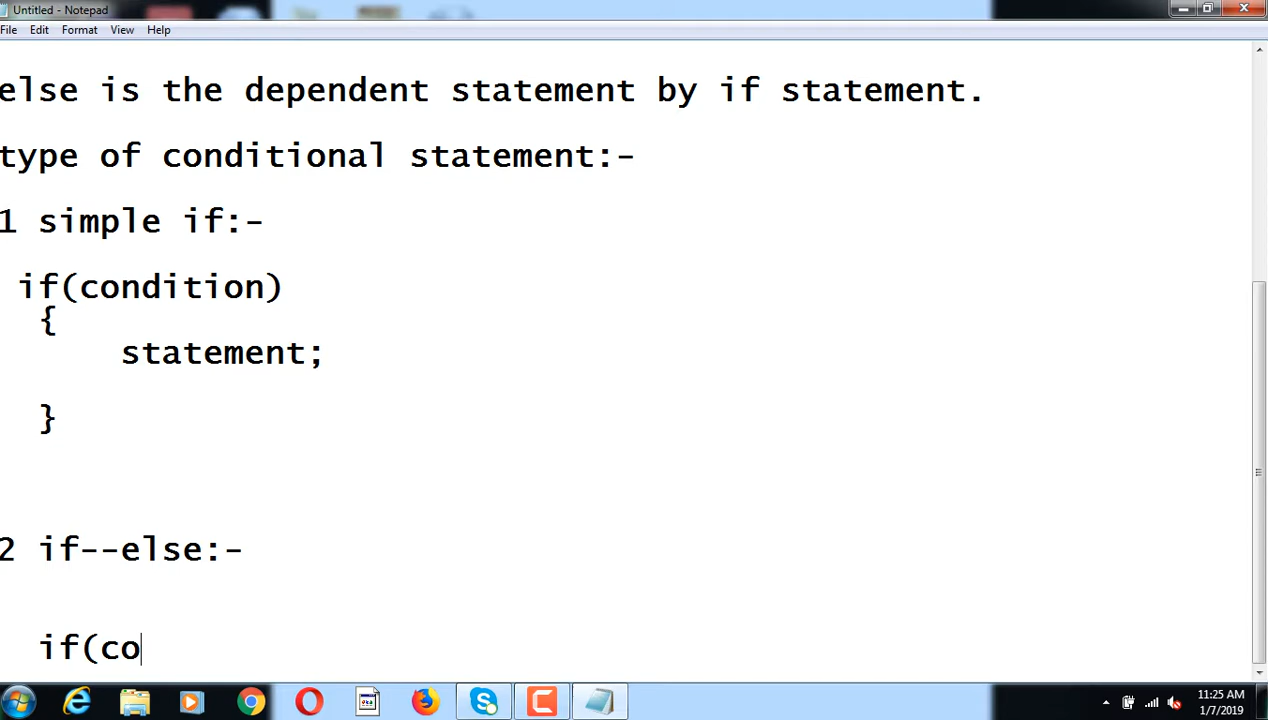 Untitled - Notepad
File Edit Format View Help
else is the dependent statement by if statement.
type of conditional statement:-
1 simple if:-
if(condition)
{
statement;
}
2 if--else:-
if(co
11:25 AM
1/7/2019